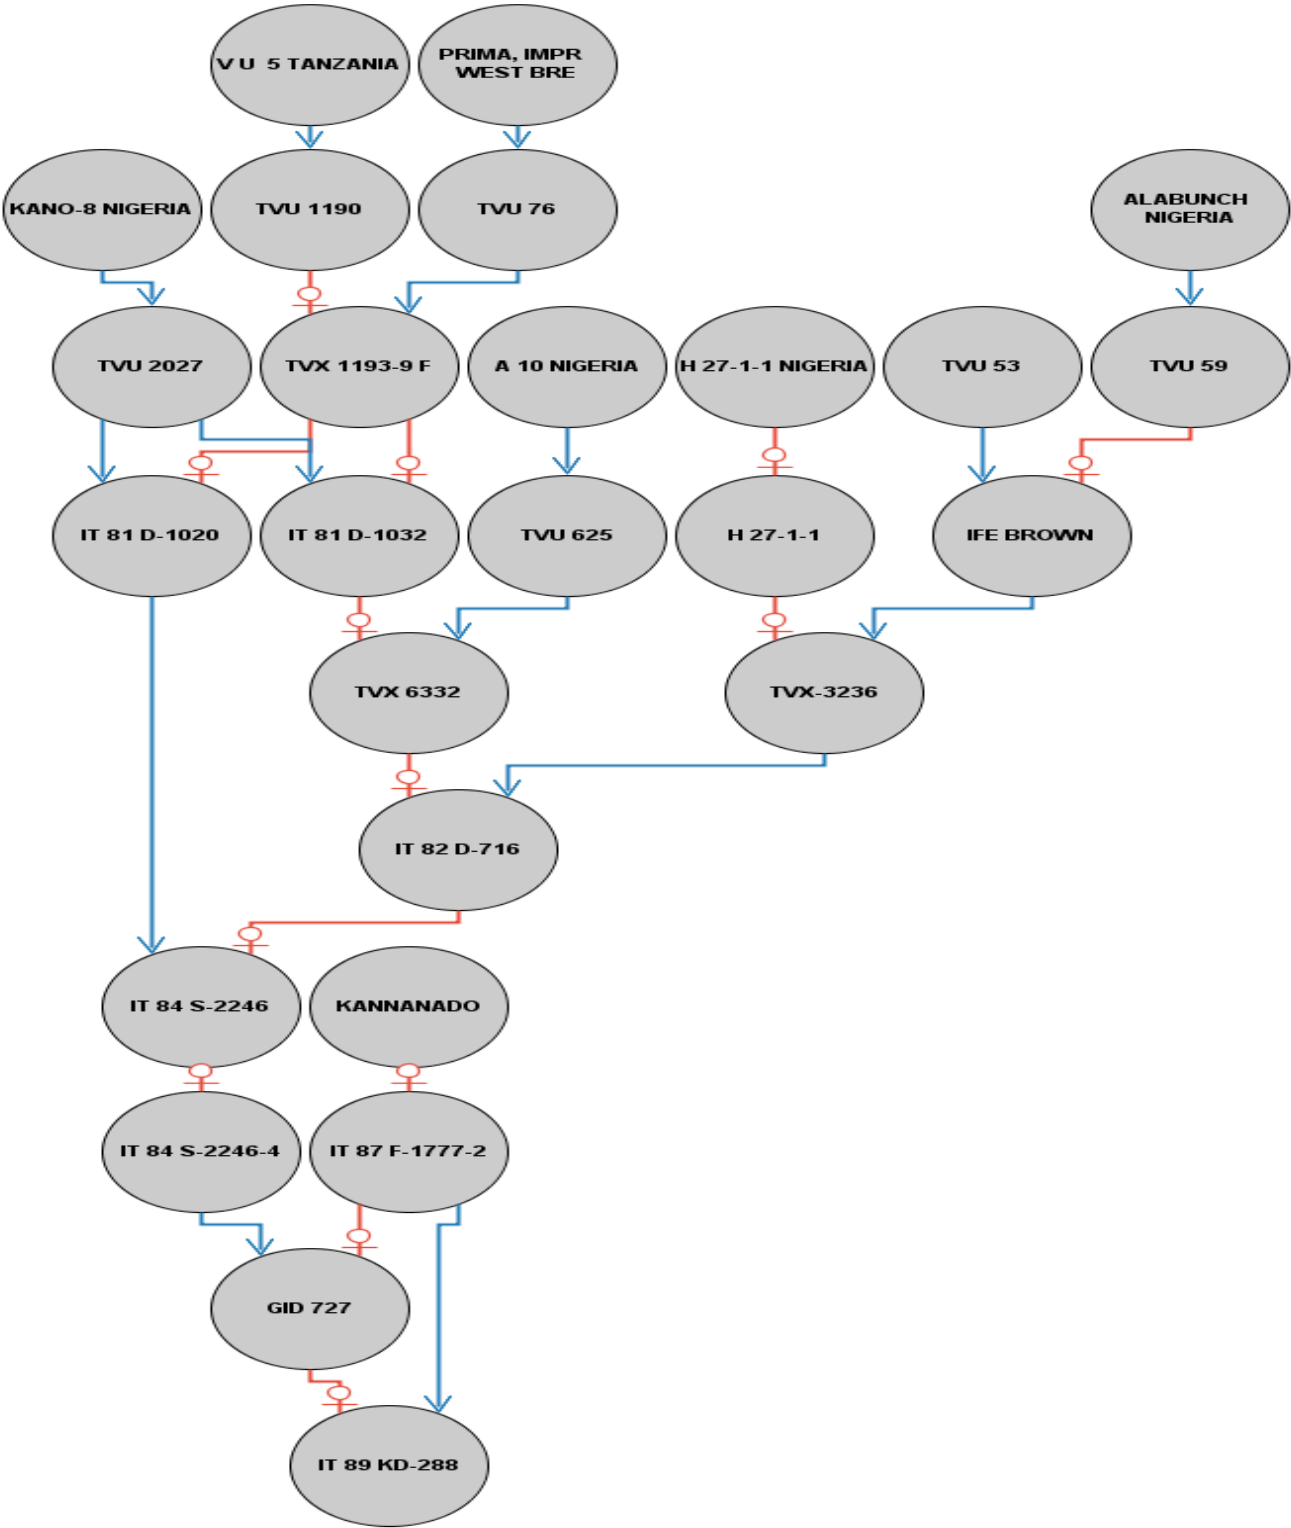 V U 5 TANZANIA
PRIMA, IMPR
WEST BRE
KANO-8 NIGERIA
TVU 1190
TVU 76
ALABUNCH
NIGERIA
TVU 2027
TVX 1193-9 F
A 10 NIGERIA
H 27-1-1 NIGERIA
TVU 53
TVU 59
IT 81 D-1020
IT 81 D-1032
TVU 625
H 27-1-1
IFE BROWN
TVX 6332
TVX-3236
IT 82 D-716
IT 84 S-2246
KANNANADO
IT 84 S-2246-4
IT 87 F-1777-2
GID 727
IT 89 KD-288